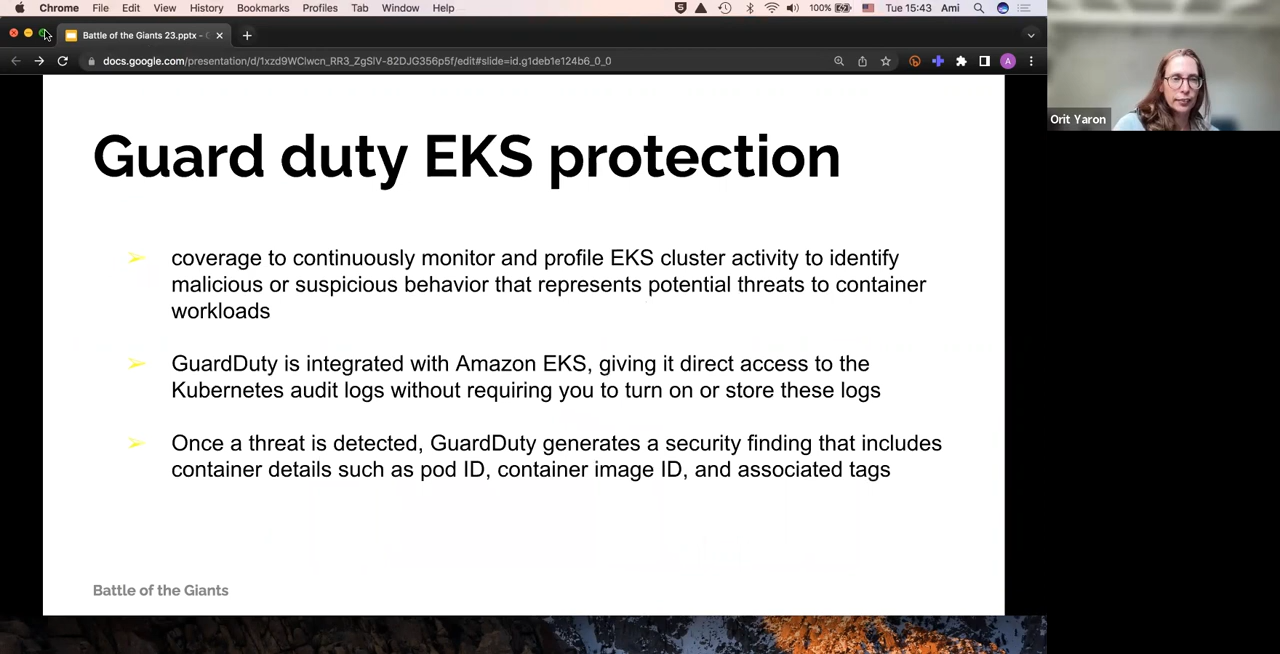 Chrome File Edit View History Bookmarks Profiles Tab Window Help 100% Tue 15:43 Ami
Battle of the Giants 23.pptx -
docs.google.com/presentation/d/1xzd9WClwcn_RR3_ZgSlV-82DJG356p5f/edit#slide=id.g1deb1e124b6_0_0
A
Orit Yaron
Guard duty EKS protection
coverage to continuously monitor and profile EKS cluster activity to identify
malicious or suspicious behavior that represents potential threats to container
workloads
GuardDuty is integrated with Amazon EKS, giving it direct access to the
Kubernetes audit logs without requiring you to turn on or store these logs
Once a threat is detected, GuardDuty generates a security finding that includes
container details such as pod ID, container image ID, and associated tags
Battle of the Giants